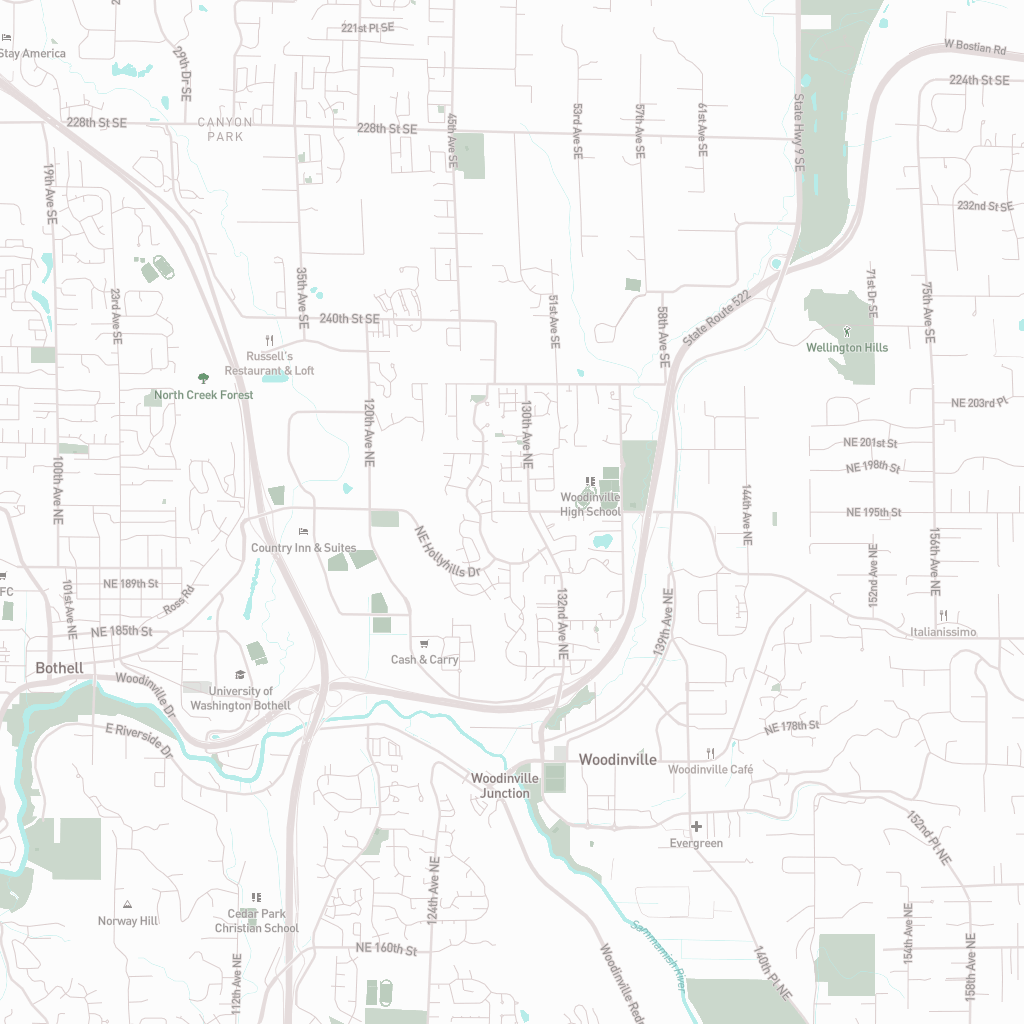 221st Pl SE
W Bostian Rd
Stay America
29th Dr SE
224th St SE
228th St SE
CANYON
PARK
228th St SE
45th Ave SE
53rd Ave SE
57th Ave SE
61st Ave SE
State Hwy 9 SE
19th Ave SE
232nd St SE
23rd Ave SE
35th Ave SE
240th St SE
51st Ave SE
58th Ave SE
State Route 522
71st Dr SE
75th Ave SE
Wellington Hills
Russell's
Restaurant & Loft
North Creek Forest
NE 203rd Pl
120th Ave NE
130th Ave NE
NE 201st St
NE 198th St
100th Ave NE
Woodinville
High School
144th Ave NE
NE 195th St
Country Inn & Suites
NE Hollyhills Dr
156th Ave NE
152nd Ave NE
FC
101st Ave NE
NE 189th St
Ross Rd
132nd Ave NE
139th Ave NE
NE 185th St
Italianissimo
Cash & Carry
Bothell
Woodinville Dr
University of
Washington Bothell
E Riverside Dr
NE 178th St
Woodinville
Woodinville Café
Woodinville
Junction
Evergreen
152nd Pl NE
124th Ave NE
Norway Hill
Cedar Park
Christian School
NE 160th St
112th Ave NE
Sammamish River
Woodinville Redm
140th Pl NE
154th Ave NE
158th Ave NE